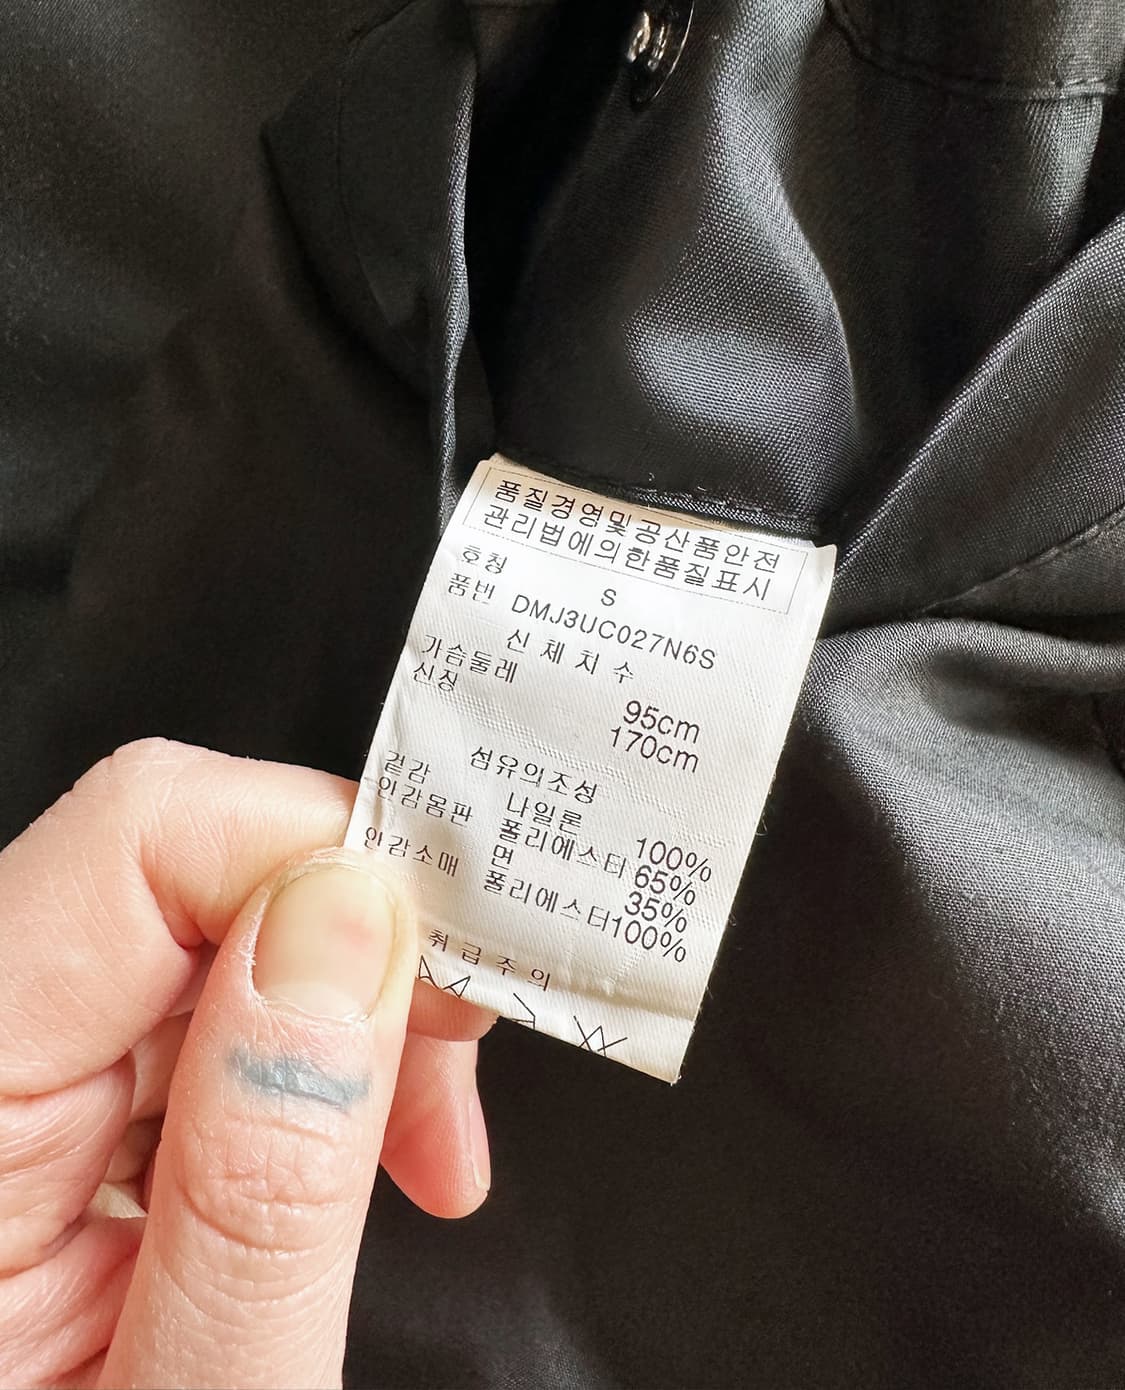 품질경영및공산품안전
관리법에의한품질표시
호칭 S
품번 DMJ3UC027N6S
신체치수
가슴둘레 95cm
신장 170cm
섬유의조성
겉감 나일론 100%
안감몸판 폴리에스터 65%
면 35%
안감소매 폴리에스터100%
취급주의